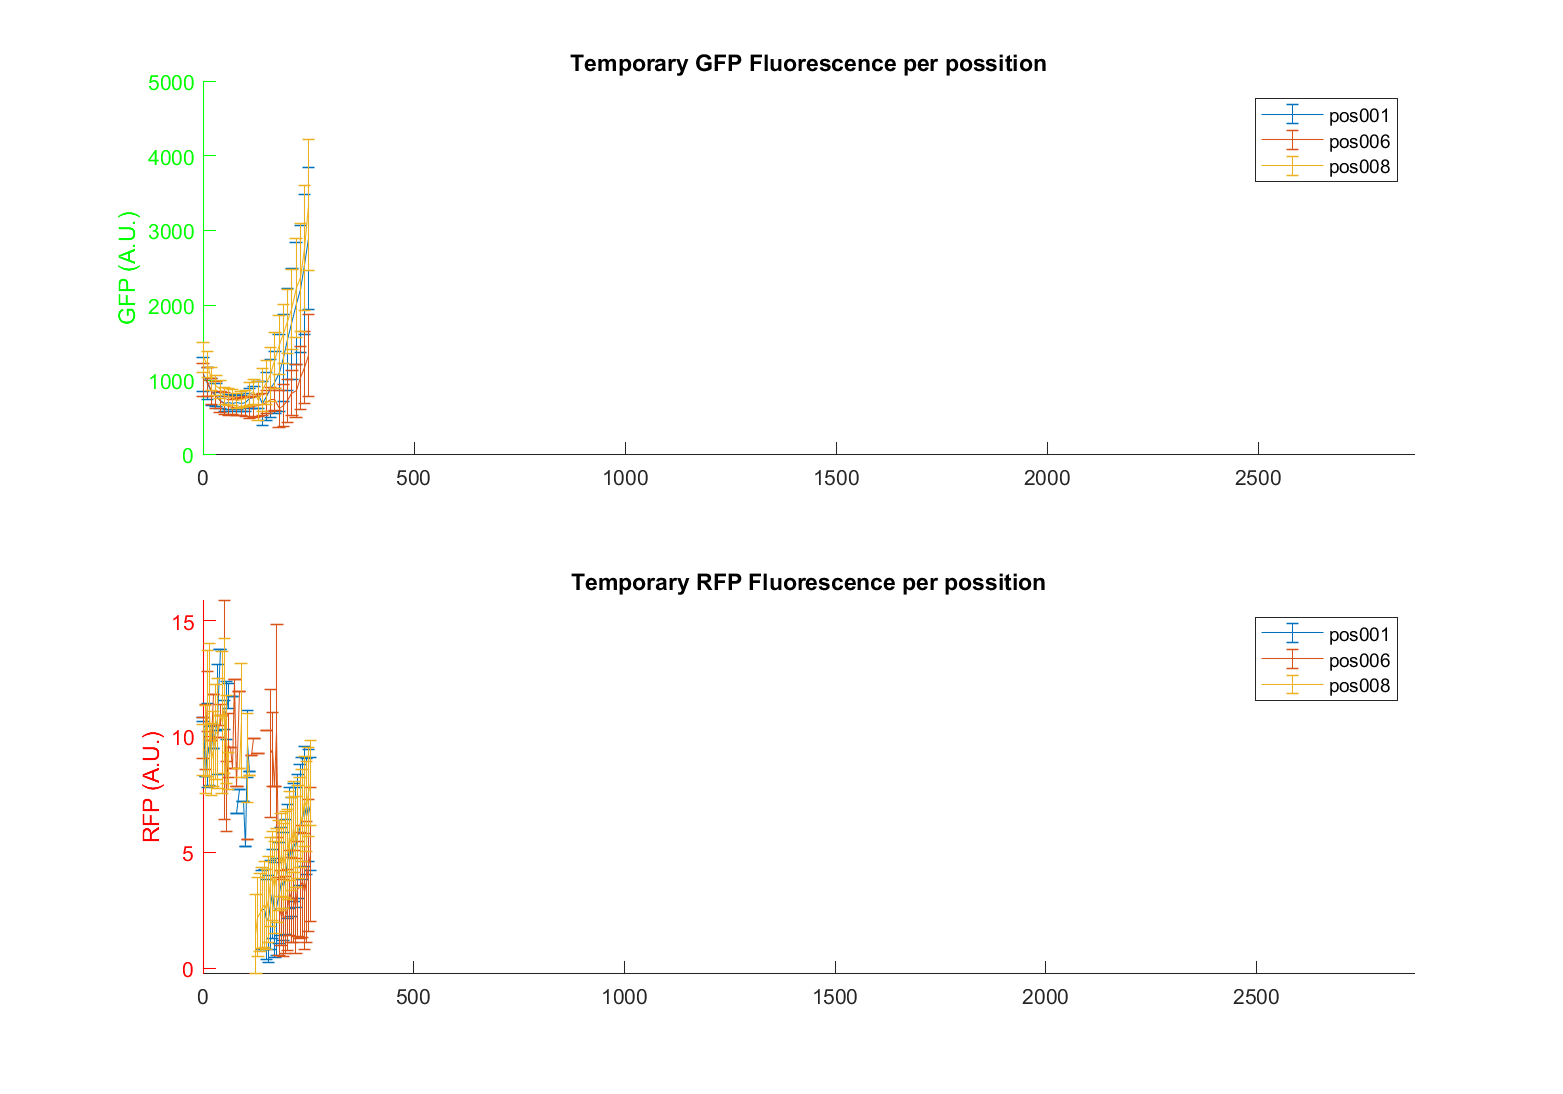 Temporary GFP Fluorescence per possition
5000
4000
3000
2000
1000
0
GFP (A.U.)
pos001
pos006
pos008
0 500 1000 1500 2000 2500
Temporary RFP Fluorescence per possition
15
10
5
0
RFP (A.U.)
pos001
pos006
pos008
0 500 1000 1500 2000 2500